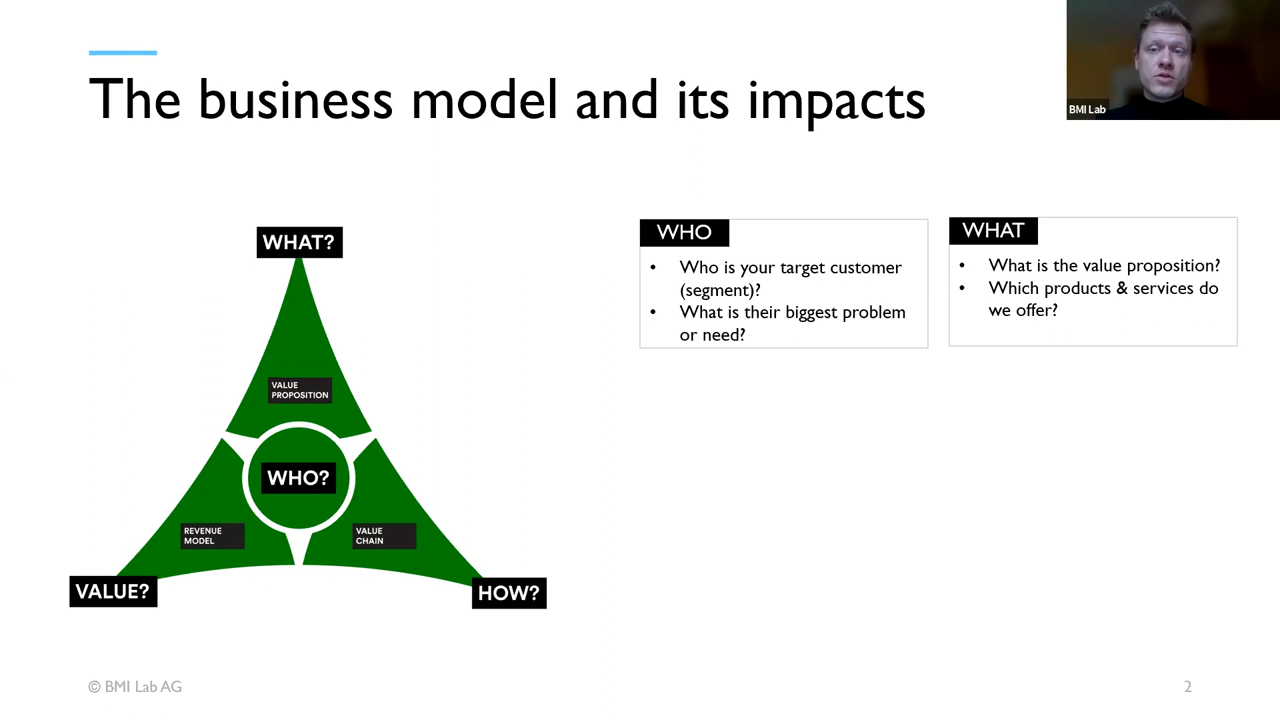 The business model and its impacts
BMI Lab
WHAT?
VALUE
PROPOSITION
WHO?
REVENUE
MODEL
VALUE
CHAIN
VALUE?
HOW?
WHO
• Who is your target customer
(segment)?
• What is their biggest problem
or need?
WHAT
• What is the value proposition?
• Which products & services do
we offer?
© BMI Lab AG
2